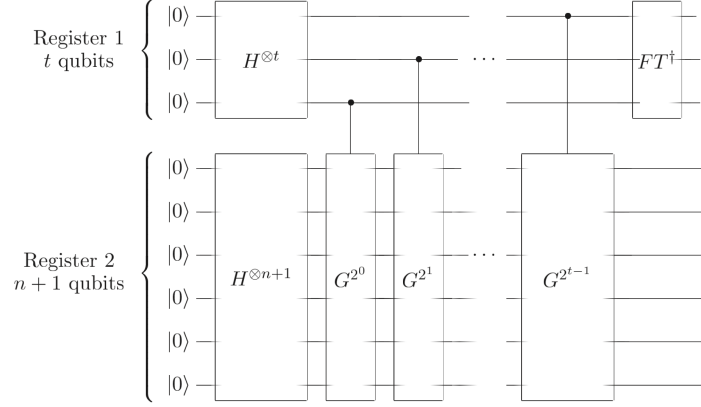 Register 1
t qubits
|0⟩
|0⟩
|0⟩
H^{⊗t}
· · ·
FT^†
Register 2
n + 1 qubits
|0⟩
|0⟩
|0⟩
|0⟩
|0⟩
|0⟩
H^{⊗n+1}
G^{2^0}
G^{2^1}
· · ·
G^{2^{t−1}}